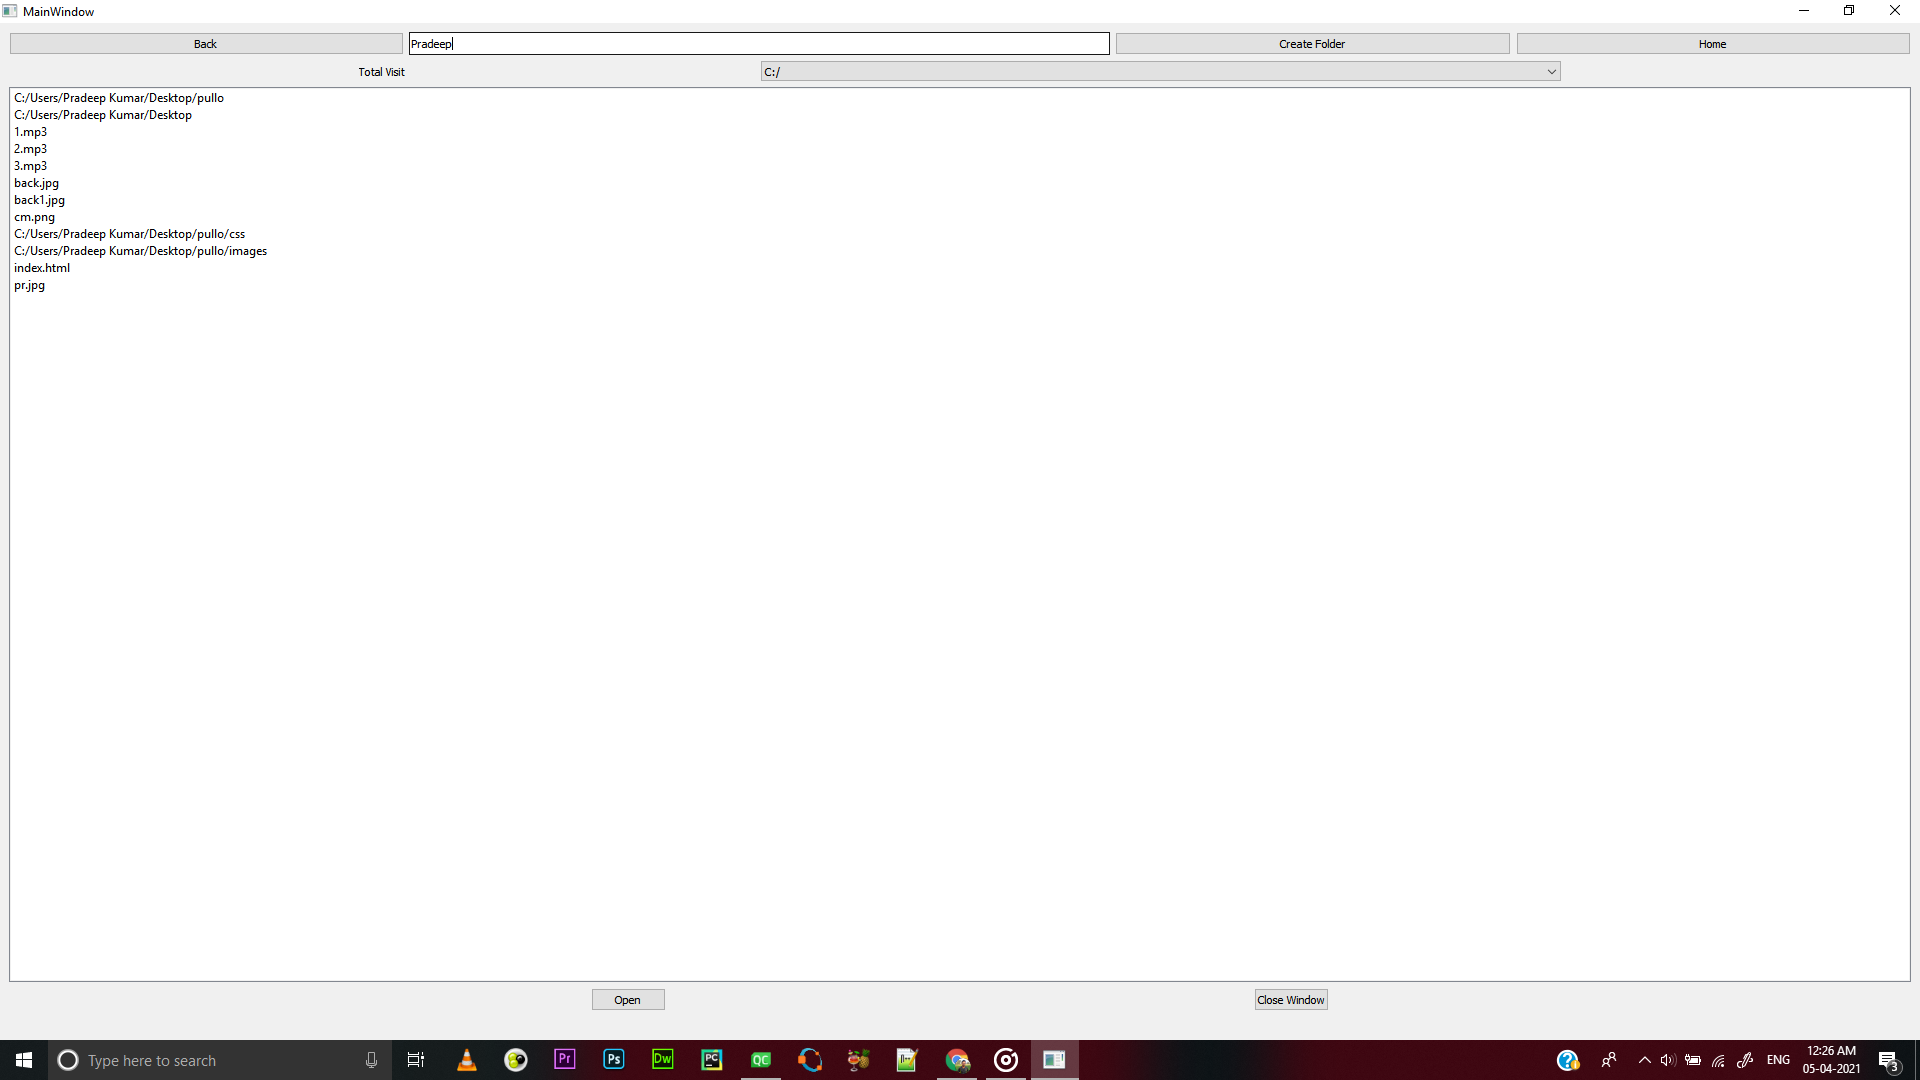 MainWindow
Back
Pradeep
Create Folder
Home
Total Visit
C:/
C:/Users/Pradeep Kumar/Desktop/pullo
C:/Users/Pradeep Kumar/Desktop
1.mp3
2.mp3
3.mp3
back.jpg
back1.jpg
cm.png
C:/Users/Pradeep Kumar/Desktop/pullo/css
C:/Users/Pradeep Kumar/Desktop/pullo/images
index.html
pr.jpg
Open
Close Window
Type here to search
Pr
Ps
Dw
PC
QC
ENG
12:26 AM
05-04-2021
3